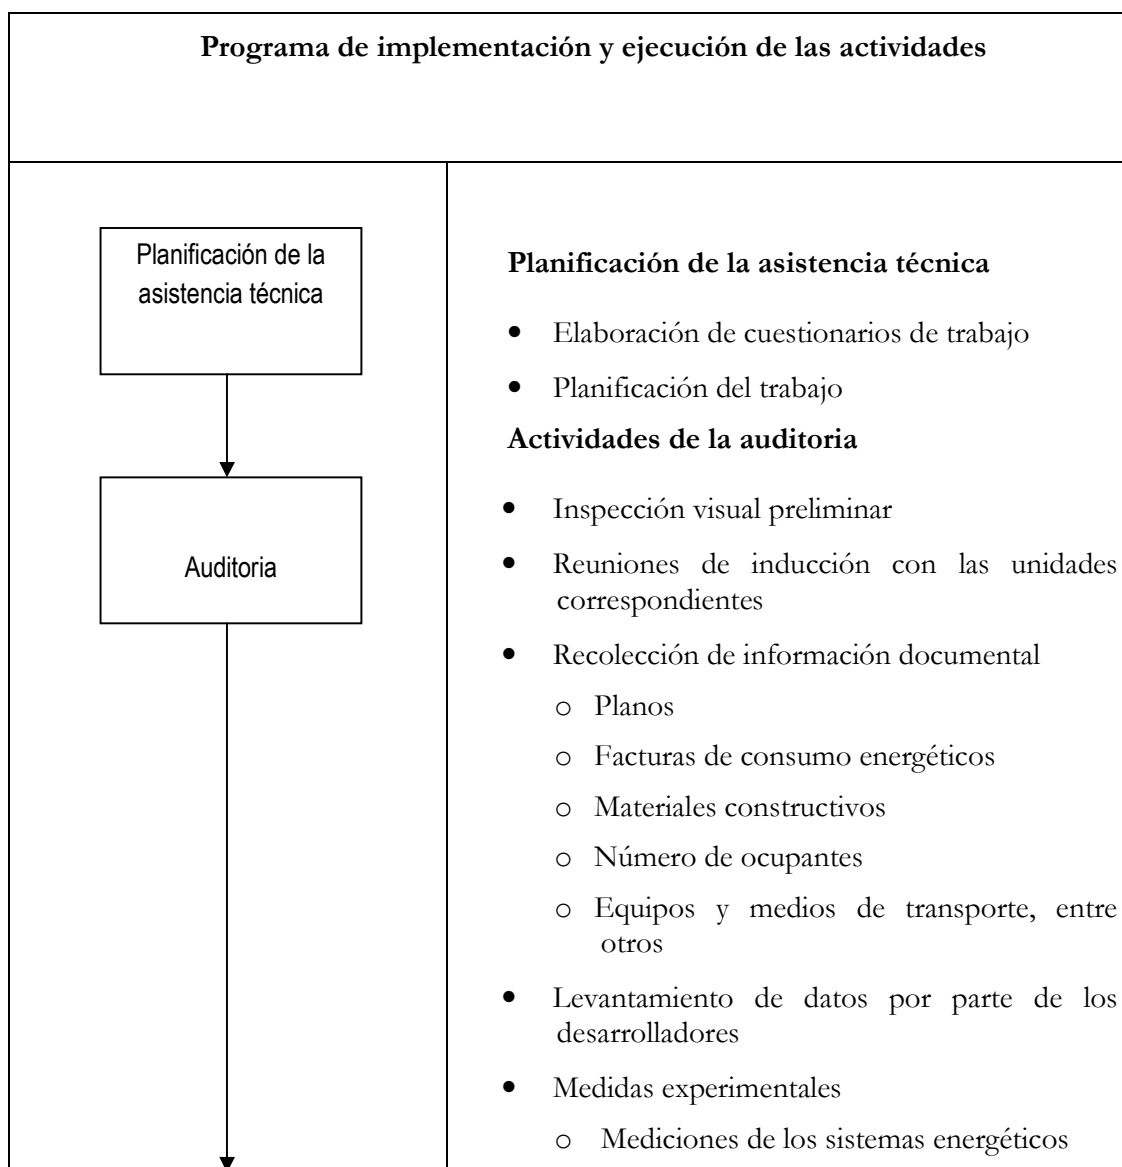 Programa de implementación y ejecución de las actividades
Planificación de la
asistencia técnica
Auditoria
Planificación de la asistencia técnica
• Elaboración de cuestionarios de trabajo
• Planificación del trabajo
Actividades de la auditoria
• Inspección visual preliminar
• Reuniones de inducción con las unidades
correspondientes
• Recolección de información documental
o Planos
o Facturas de consumo energéticos
o Materiales constructivos
o Número de ocupantes
o Equipos y medios de transporte, entre
otros
• Levantamiento de datos por parte de los
desarrolladores
• Medidas experimentales
o Mediciones de los sistemas energéticos